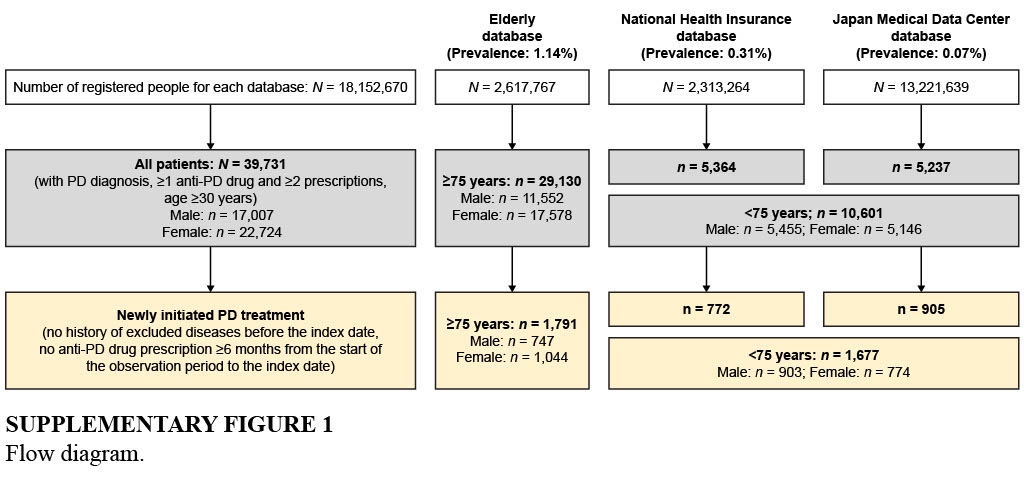 Elderly
database
(Prevalence: 1.14%)
National Health Insurance
database
(Prevalence: 0.31%)
Japan Medical Data Center
database
(Prevalence: 0.07%)
Number of registered people for each database: N = 18,152,670
N = 2,617,767
N = 2,313,264
N = 13,221,639
All patients: N = 39,731
(with PD diagnosis, ≥1 anti-PD drug and ≥2 prescriptions,
age ≥30 years)
Male: n = 17,007
Female: n = 22,724
≥75 years: n = 29,130
Male: n = 11,552
Female: n = 17,578
n = 5,364
n = 5,237
<75 years; n = 10,601
Male: n = 5,455; Female: n = 5,146
Newly initiated PD treatment
(no history of excluded diseases before the index date,
no anti-PD drug prescription ≥6 months from the start of
the observation period to the index date)
≥75 years: n = 1,791
Male: n = 747
Female: n = 1,044
n = 772
n = 905
<75 years: n = 1,677
Male: n = 903; Female: n = 774
SUPPLEMENTARY FIGURE 1
Flow diagram.